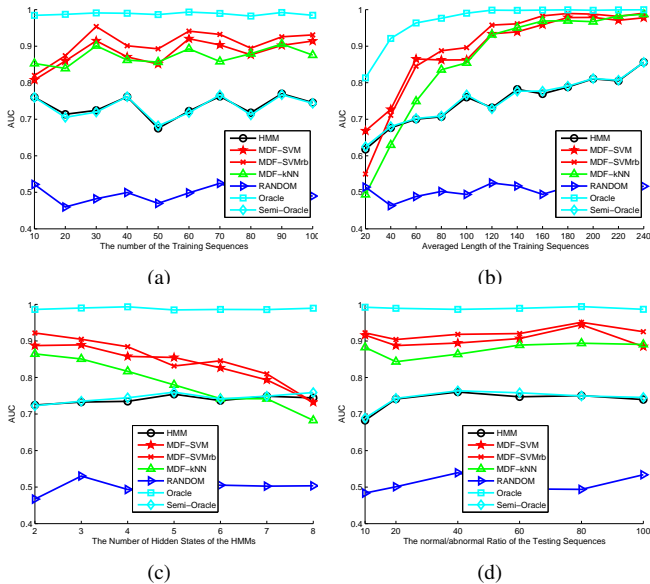 1
0.9
0.8
0.7
0.6
0.5
0.4
AUC
HMM
MDF−SVM
MDF−SVMrb
MDF−kNN
RANDOM
Oracle
Semi−Oracle
10 20 30 40 50 60 70 80 90 100
The number of the Training Sequences
(a)
1
0.9
0.8
0.7
0.6
0.5
0.4
AUC
HMM
MDF−SVM
MDF−SVMrb
MDF−kNN
RANDOM
Oracle
Semi−Oracle
20 40 60 80 100 120 140 160 180 200 220 240
Averaged Length of the Training Sequences
(b)
1
0.9
0.8
0.7
0.6
0.5
0.4
AUC
HMM
MDF−SVM
MDF−SVMrb
MDF−kNN
RANDOM
Oracle
Semi−Oracle
2 3 4 5 6 7 8
The Number of Hidden States of the HMMs
(c)
1
0.9
0.8
0.7
0.6
0.5
0.4
AUC
HMM
MDF−SVM
MDF−SVMrb
MDF−kNN
RANDOM
Oracle
Semi−Oracle
10 20 40 60 80 100
The normal/abnormal Ratio of the Testing Sequences
(d)